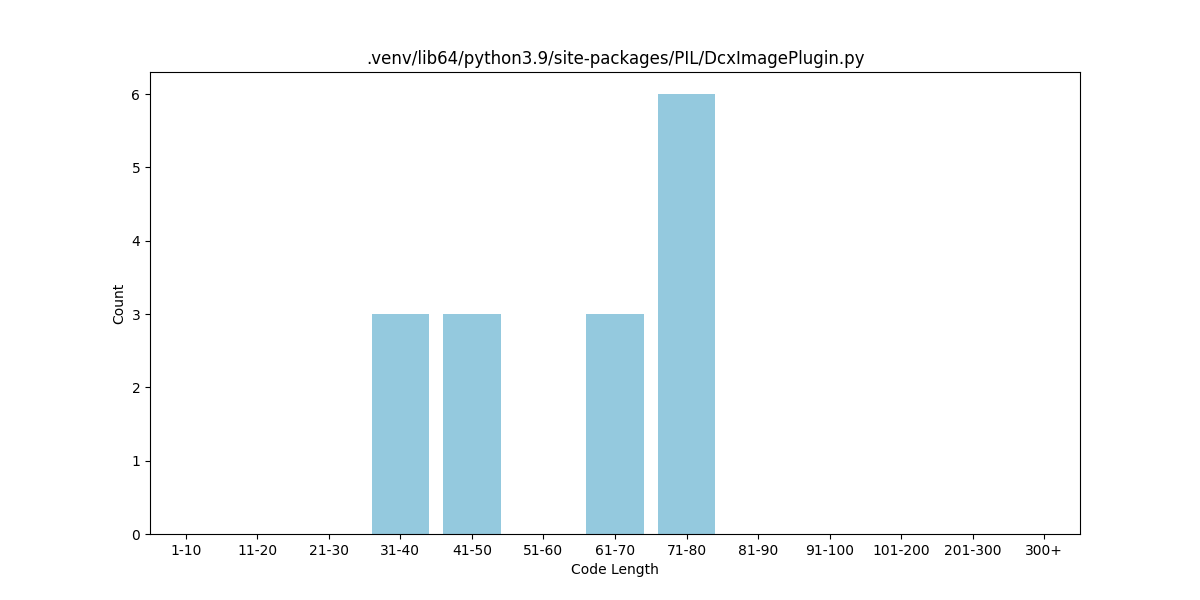 .venv/lib64/python3.9/site-packages/PIL/DcxImagePlugin.py
6
5
4
3
2
1
0
Count
1-10 11-20 21-30 31-40 41-50 51-60 61-70 71-80 81-90 91-100 101-200 201-300 300+
Code Length